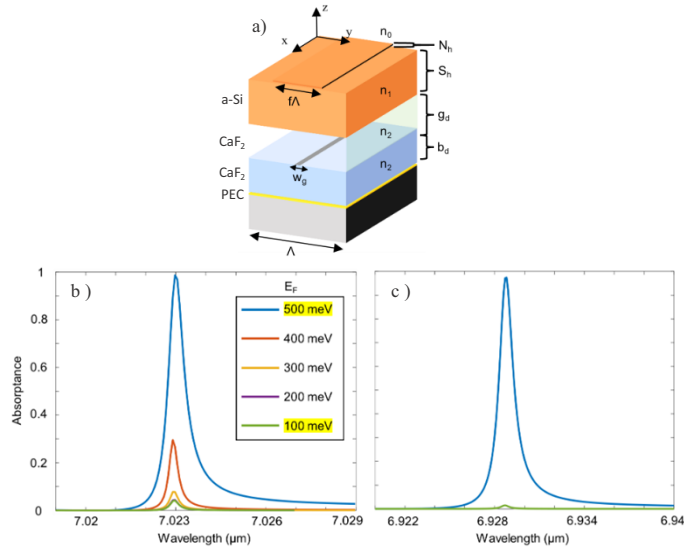 a)
z
x
y
n0
Nh
Sh
fΛ
a-Si
n1
gd
CaF2
n2
bd
CaF2
n2
wg
PEC
Λ
b )
c )
EF
500 meV
400 meV
300 meV
200 meV
100 meV
1
0.8
0.6
0.4
0.2
0
Absorptance
7.02
7.023
7.026
7.029
6.922
6.928
6.934
6.94
Wavelength (µm)
Wavelength (µm)